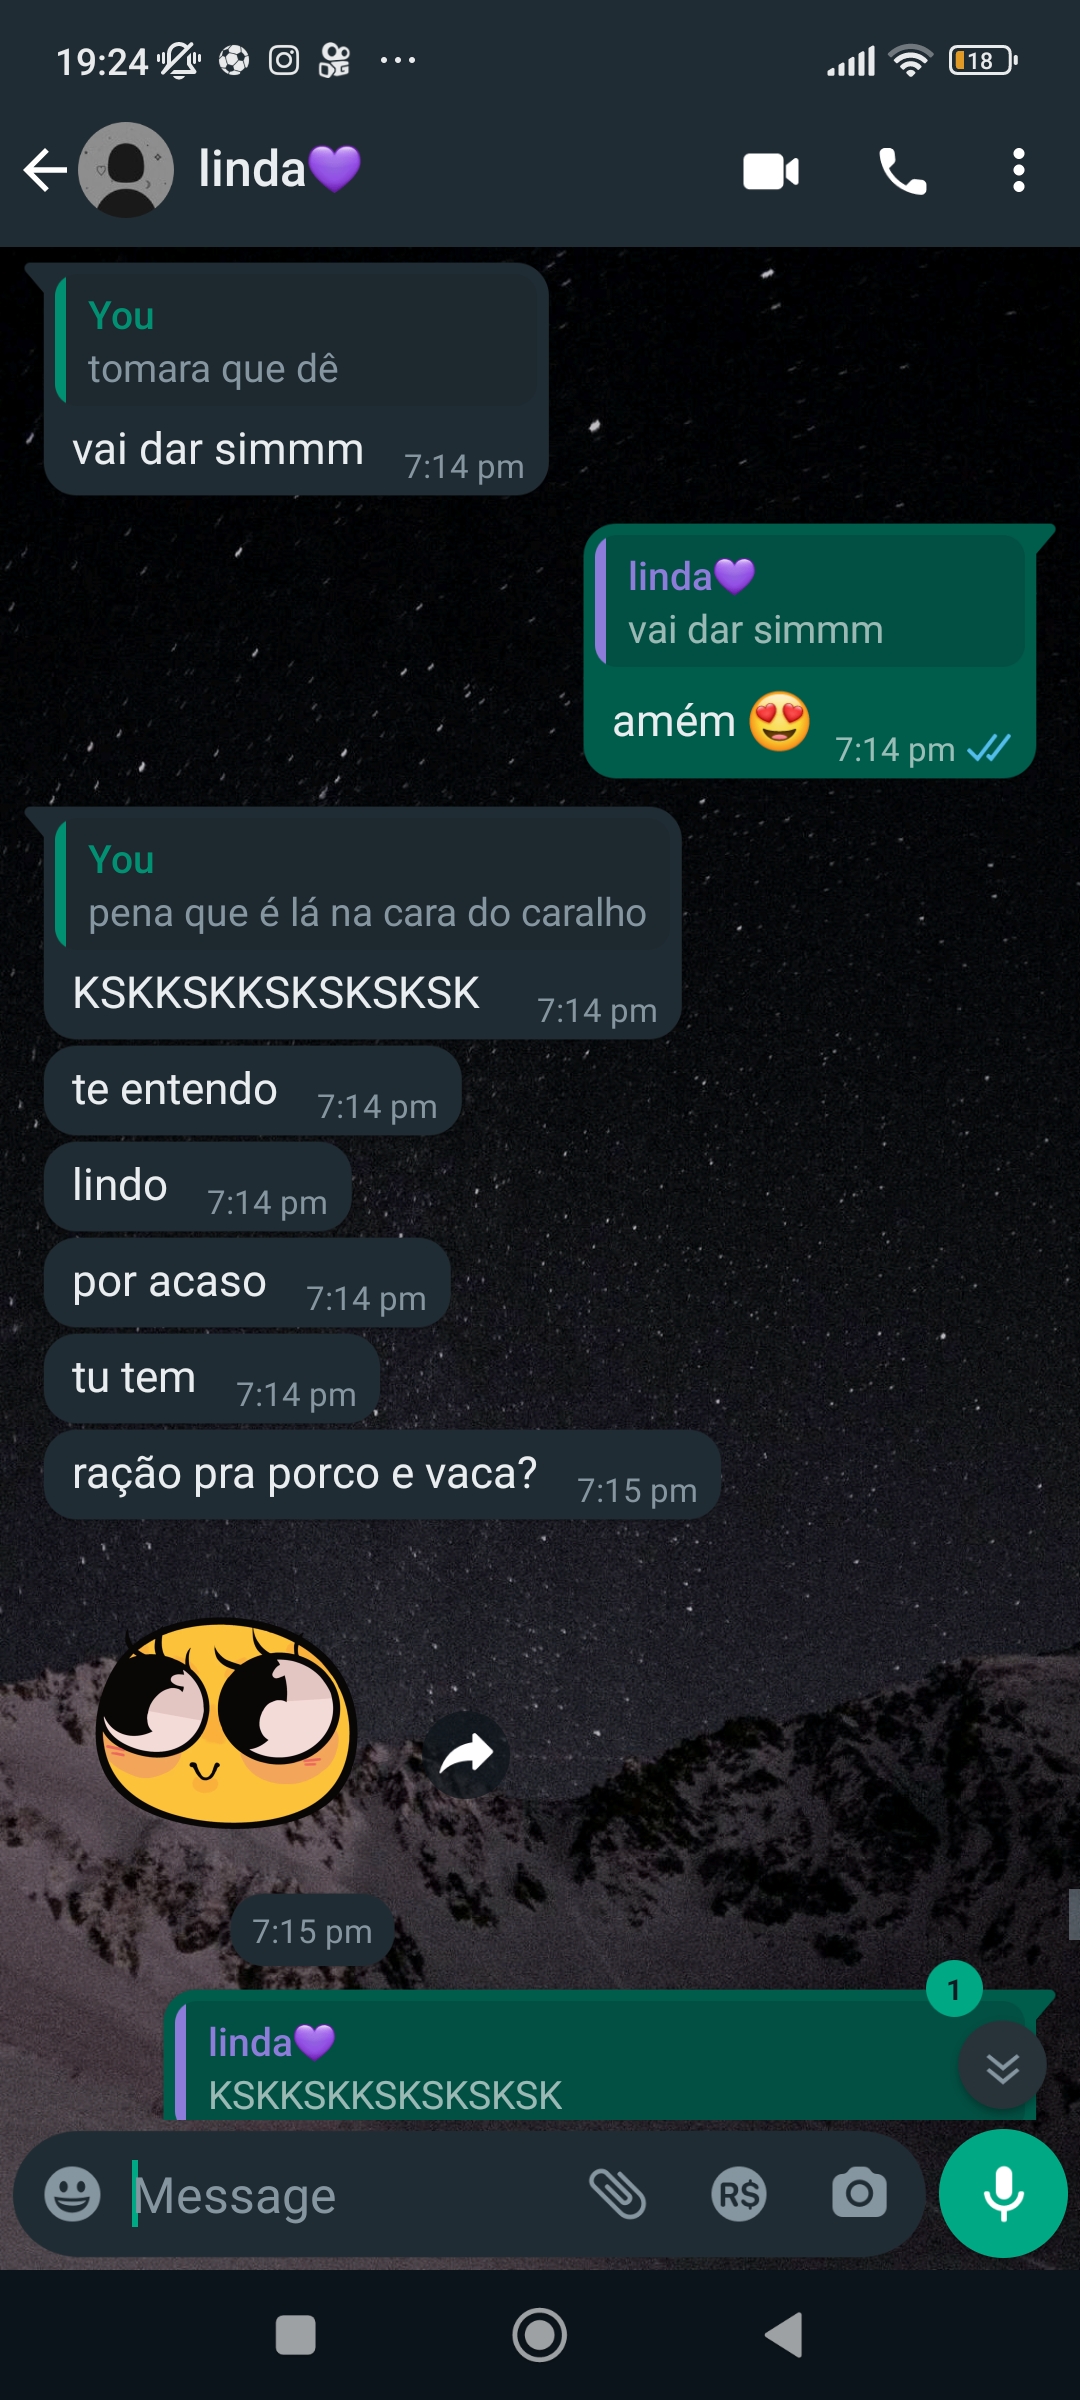 19:24
18
linda💜
You
tomara que dê
vai dar simmm 7:14 pm
linda💜
vai dar simmm
amém 😍 7:14 pm
You
pena que é lá na cara do caralho
KSKKSKKSKSKSKSK 7:14 pm
te entendo 7:14 pm
lindo 7:14 pm
por acaso 7:14 pm
tu tem 7:14 pm
ração pra porco e vaca? 7:15 pm
7:15 pm
1
linda💜
KSKKSKKSKSKSKSK
Message
R$